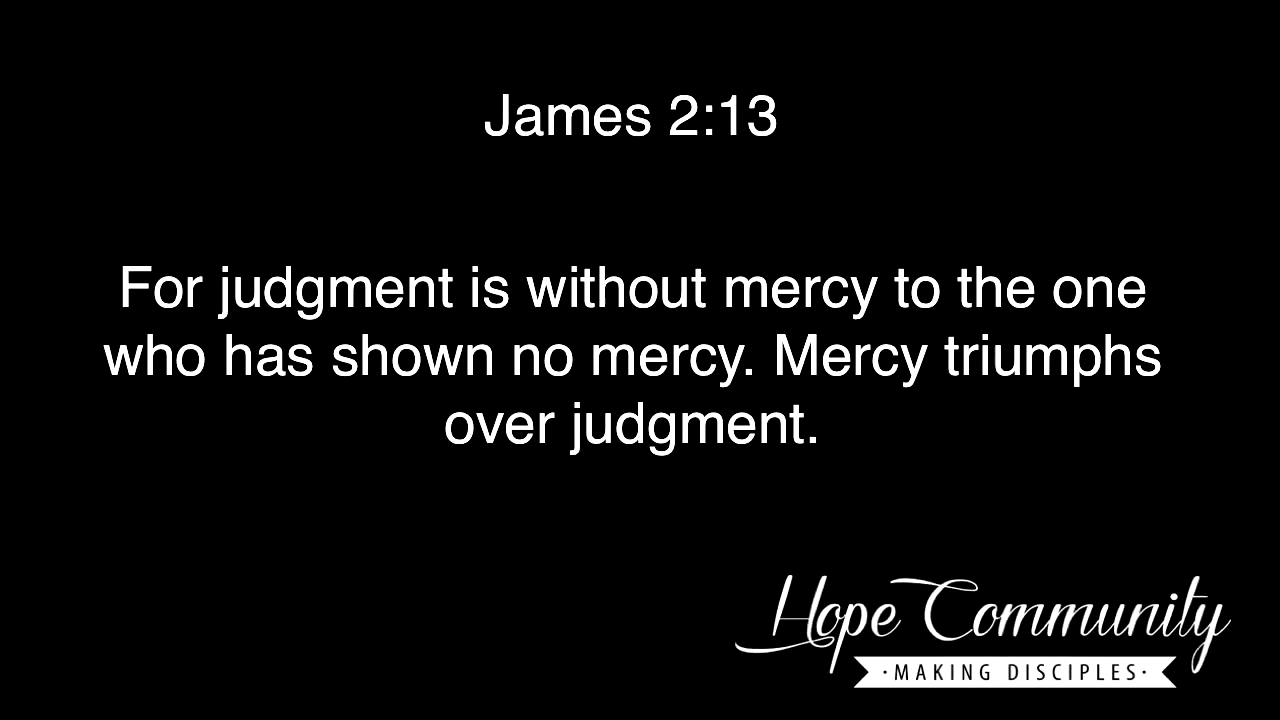 James 2:13
For judgment is without mercy to the one
who has shown no mercy. Mercy triumphs
over judgment.
Hope Community
·MAKING DISCIPLES·